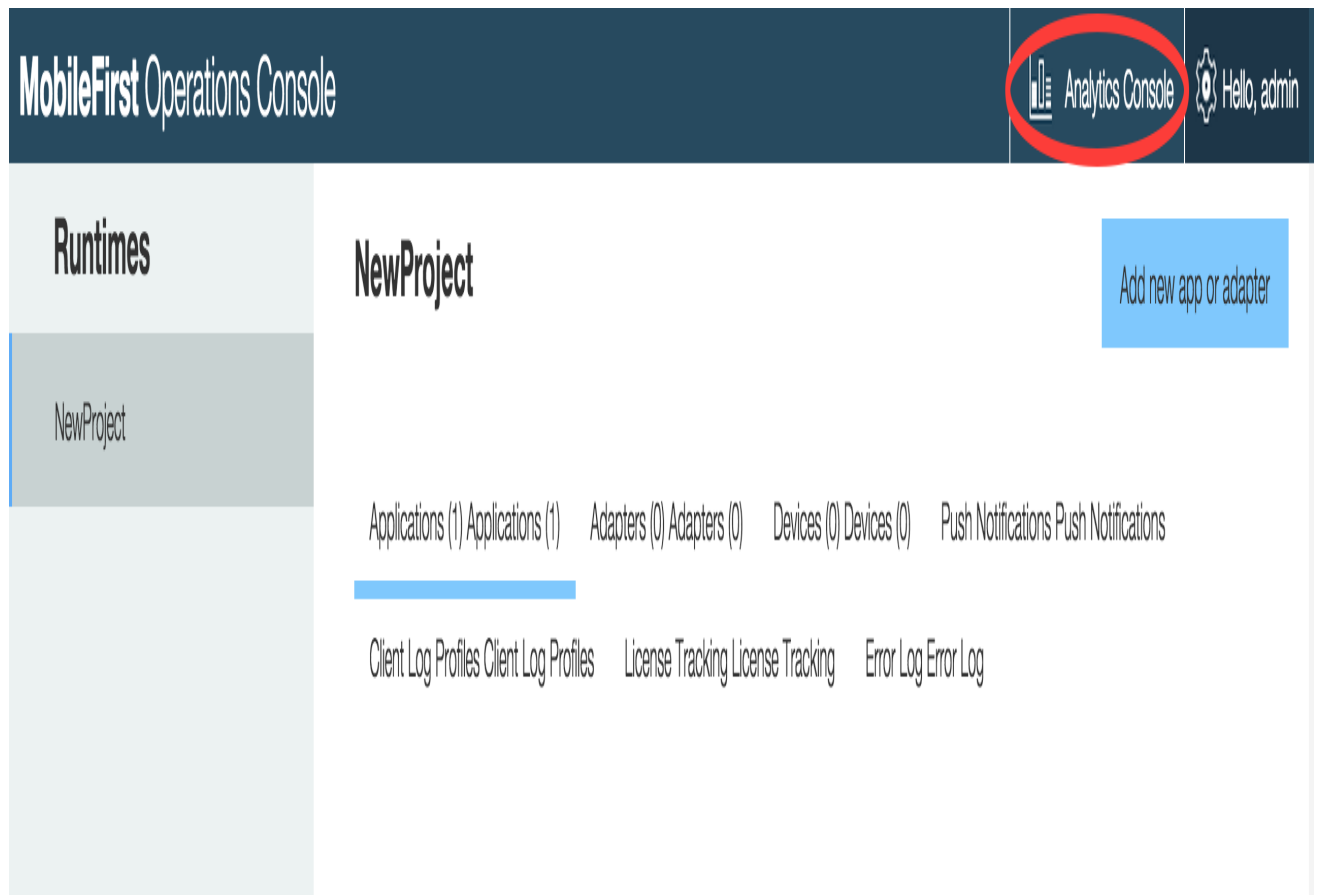 MobileFirst Operations Console Analytics Console Hello, admin
Runtimes
NewProject
NewProject
Add new app or adapter
Applications (1) Applications (1) Adapters (0) Adapters (0) Devices (0) Devices (0) Push Notifications Push Notifications
Client Log Profiles Client Log Profiles License Tracking License Tracking Error Log Error Log